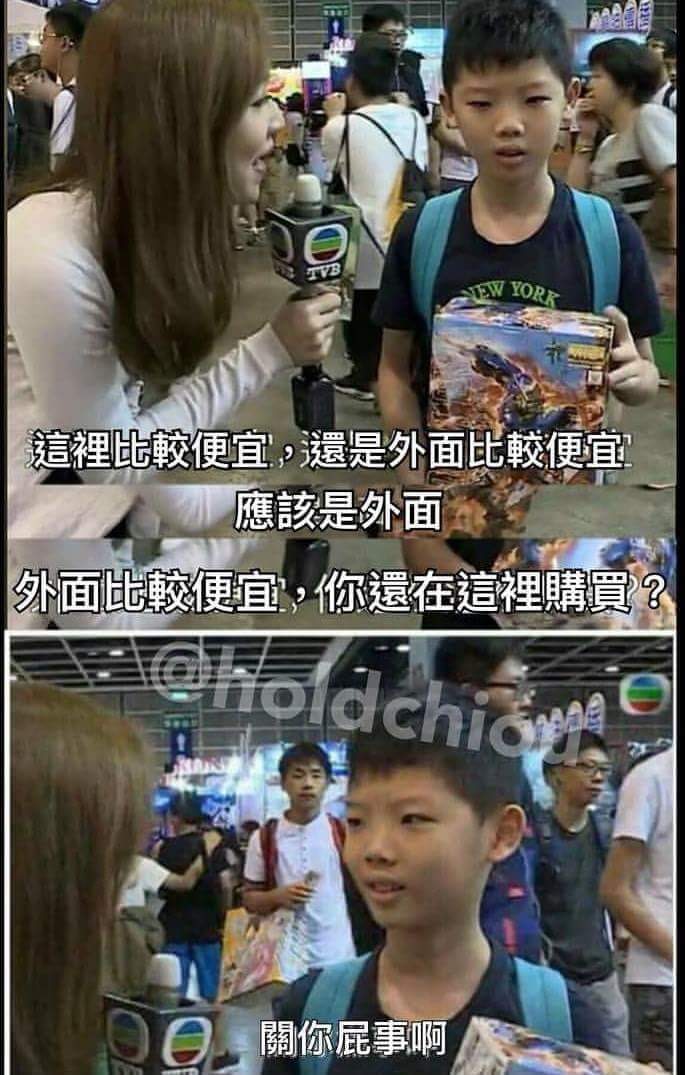 TVB
NEW YORK
這裡比較便宜，還是外面比較便宜
應該是外面
外面比較便宜，你還在這裡購買？
@holdchiou
關你屁事啊